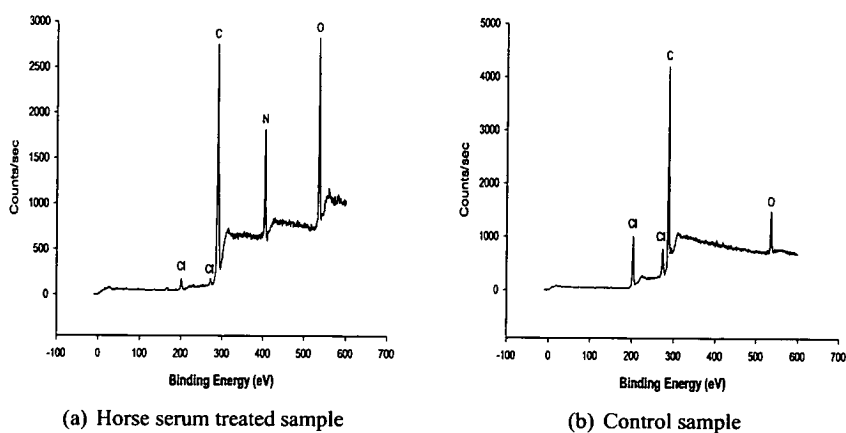 3000
2500
2000
1500
1000
500
0
Counts/sec
C
O
N
Cl
Cl
-100 0 100 200 300 400 500 600 700
Binding Energy (eV)
(a) Horse serum treated sample
5000
4000
3000
2000
1000
0
Counts/sec
C
Cl
Cl
O
-100 0 100 200 300 400 500 600 700
Binding Energy (eV)
(b) Control sample